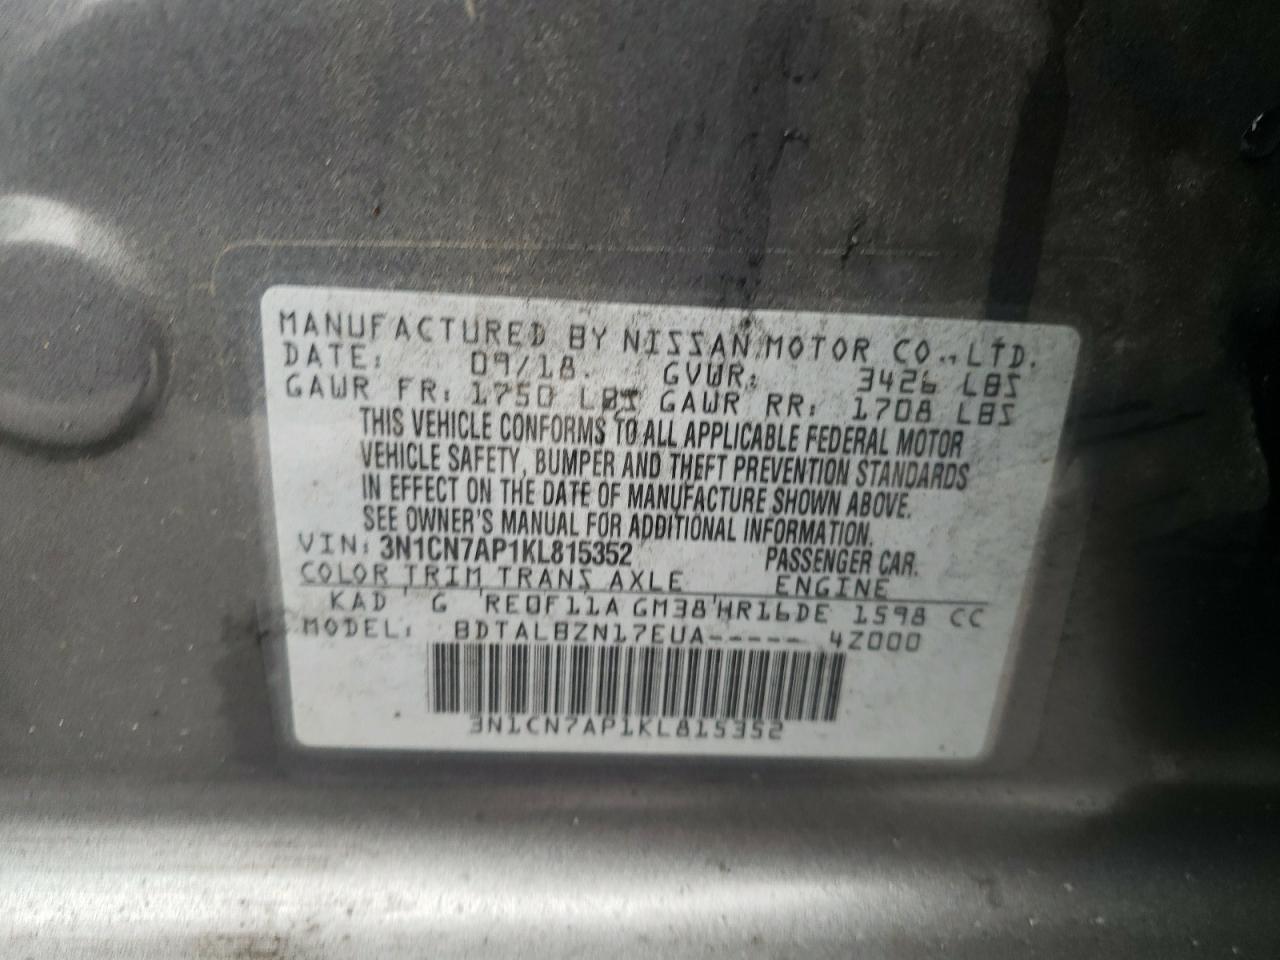 MANUFACTURED BY NISSAN MOTOR CO., LTD.
DATE: 09/18. GVWR: 3426 LBS
GAWR FR: 1750 LBS GAWR RR: 1708 LBS
THIS VEHICLE CONFORMS TO ALL APPLICABLE FEDERAL MOTOR
VEHICLE SAFETY, BUMPER AND THEFT PREVENTION STANDARDS
IN EFFECT ON THE DATE OF MANUFACTURE SHOWN ABOVE.
SEE OWNER'S MANUAL FOR ADDITIONAL INFORMATION.
VIN: 3N1CN7AP1KL815352 PASSENGER CAR.
COLOR TRIM TRANS AXLE ENGINE
KAD ' G 'RE0F11A GM38'HR16DE 1598 CC
MODEL: BDTALBZN17EUA----- 4Z000
3N1CN7AP1KL815352